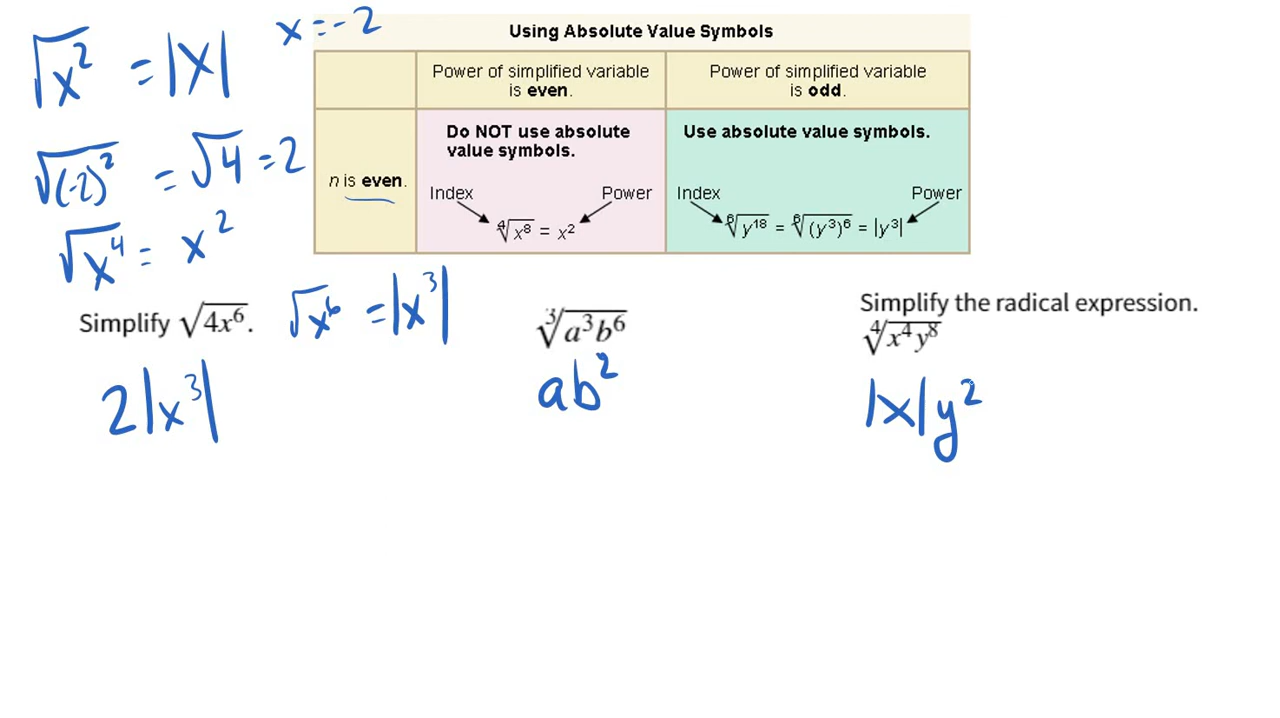 √x² = |x|
x = -2
√(-2)² = √4 = 2
√x⁴ = x²
Using Absolute Value Symbols
Power of simplified variable is even.
Power of simplified variable is odd.
n is even.
Do NOT use absolute value symbols.
Index
Power
⁴√x⁸ = x²
Use absolute value symbols.
Index
Power
⁶√y¹⁸ = ⁶√(y³)⁶ = |y³|
Simplify √4x⁶.
√x⁶ = |x³|
2|x³|
³√a³b⁶
ab²
Simplify the radical expression.
⁴√x⁴y⁸
|x|y²